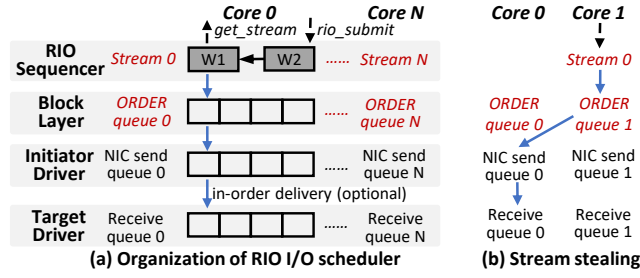 Core 0 Core N
get_stream rio_submit
RIO Sequencer Stream 0 W1 W2 ...... Stream N
Block Layer ORDER queue 0 ...... ORDER queue N
Initiator Driver NIC send queue 0 ...... NIC send queue N
in-order delivery (optional)
Target Driver Receive queue 0 ...... Receive queue N
(a) Organization of RIO I/O scheduler
Core 0 Core 1
Stream 0
ORDER queue 0 ORDER queue 1
NIC send queue 0 NIC send queue 1
Receive queue 0 Receive queue 1
(b) Stream stealing